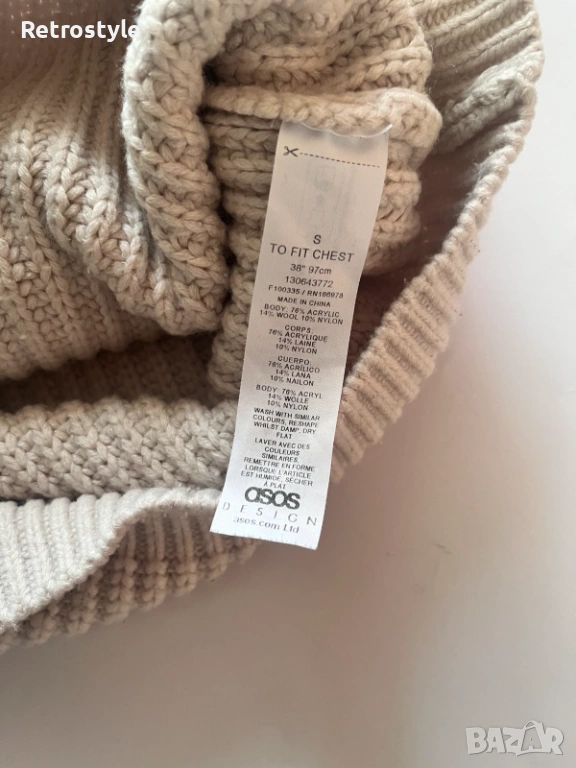 Retrostyle
S
TO FIT CHEST
38" 97cm
130643772
F100335 / RN166978
MADE IN CHINA
BODY: 76% ACRYLIC
14% WOOL 10% NYLON
CORPS:
76% ACRYLIQUE
14% LAINE
10% NYLON
CUERPO:
76% ACRÍLICO
14% LANA
10% NAILON
BODY: 76% ACRYL
14% WOLLE
10% NYLON
WASH WITH SIMILAR
COLOURS, RESHAPE
WHILST DAMP, DRY
FLAT
LAVER AVEC DES
COULEURS
SIMILAIRES,
REMETTRE EN FORME
LORSQUE L'ARTICLE
EST HUMIDE, SÉCHER
À PLAT
asos
DESIGN
asos.com Ltd
BAZAR